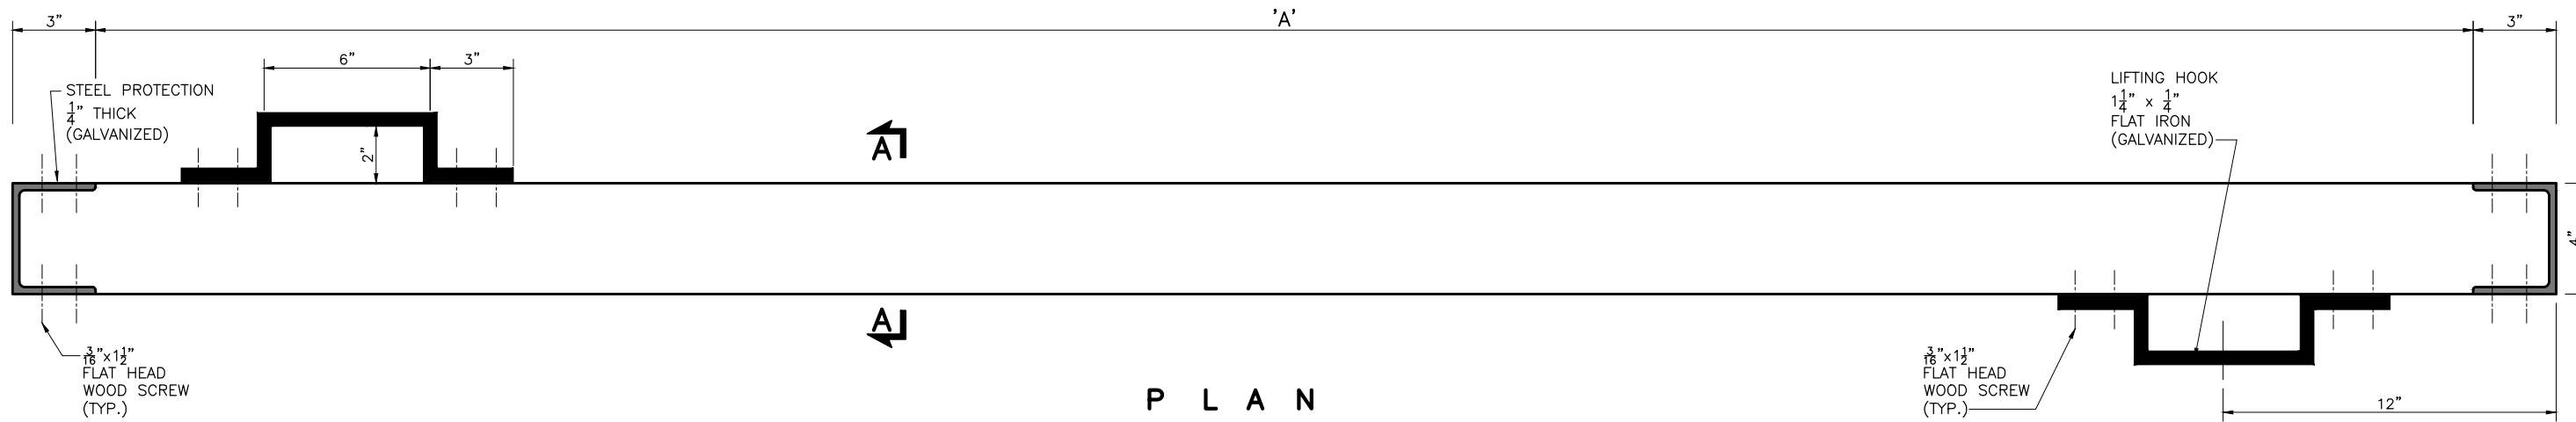 3" 'A' 3"
6" 3"
STEEL PROTECTION
1/4" THICK
(GALVANIZED)
LIFTING HOOK
1 1/4" x 1/4"
FLAT IRON
(GALVANIZED)
A
2"
4"
A
3/16"x1 1/2"
FLAT HEAD
WOOD SCREW
(TYP.)
3/16"x1 1/2"
FLAT HEAD
WOOD SCREW
(TYP.)
P L A N
12"